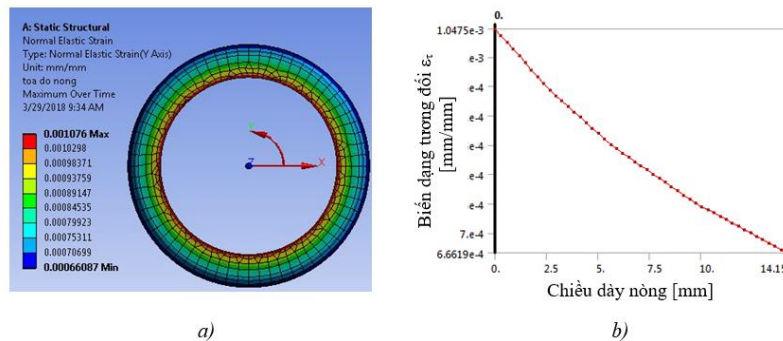 A: Static Structural
Normal Elastic Strain
Type: Normal Elastic Strain(Y Axis)
Unit: mm/mm
toa do nong
Maximum Over Time
3/29/2018 9:34 AM
0.001076 Max
0.0010298
0.00098371
0.00093759
0.00089147
0.00084535
0.00079923
0.00075311
0.00070699
0.00066087 Min
Y
Z
X
a)
0.
1.0475e-3
e-3
e-4
e-4
e-4
e-4
e-4
7.e-4
6.6619e-4
Biến dạng tương đối ετ
[mm/mm]
0. 2.5 5. 7.5 10. 14.15
Chiều dày nòng [mm]
b)